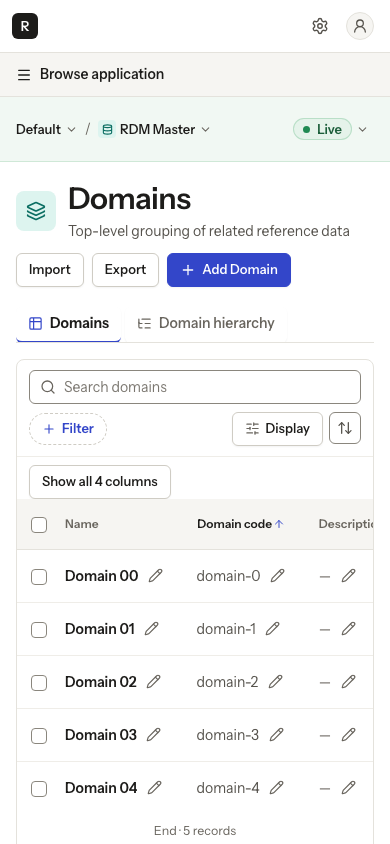 R
Browse application
Default / RDM Master Live
Domains
Top-level grouping of related reference data
Import Export + Add Domain
Domains Domain hierarchy
Search domains
+ Filter Display
Show all 4 columns
Name Domain code ↑ Descriptio
Domain 00 domain-0 —
Domain 01 domain-1 —
Domain 02 domain-2 —
Domain 03 domain-3 —
Domain 04 domain-4 —
End · 5 records